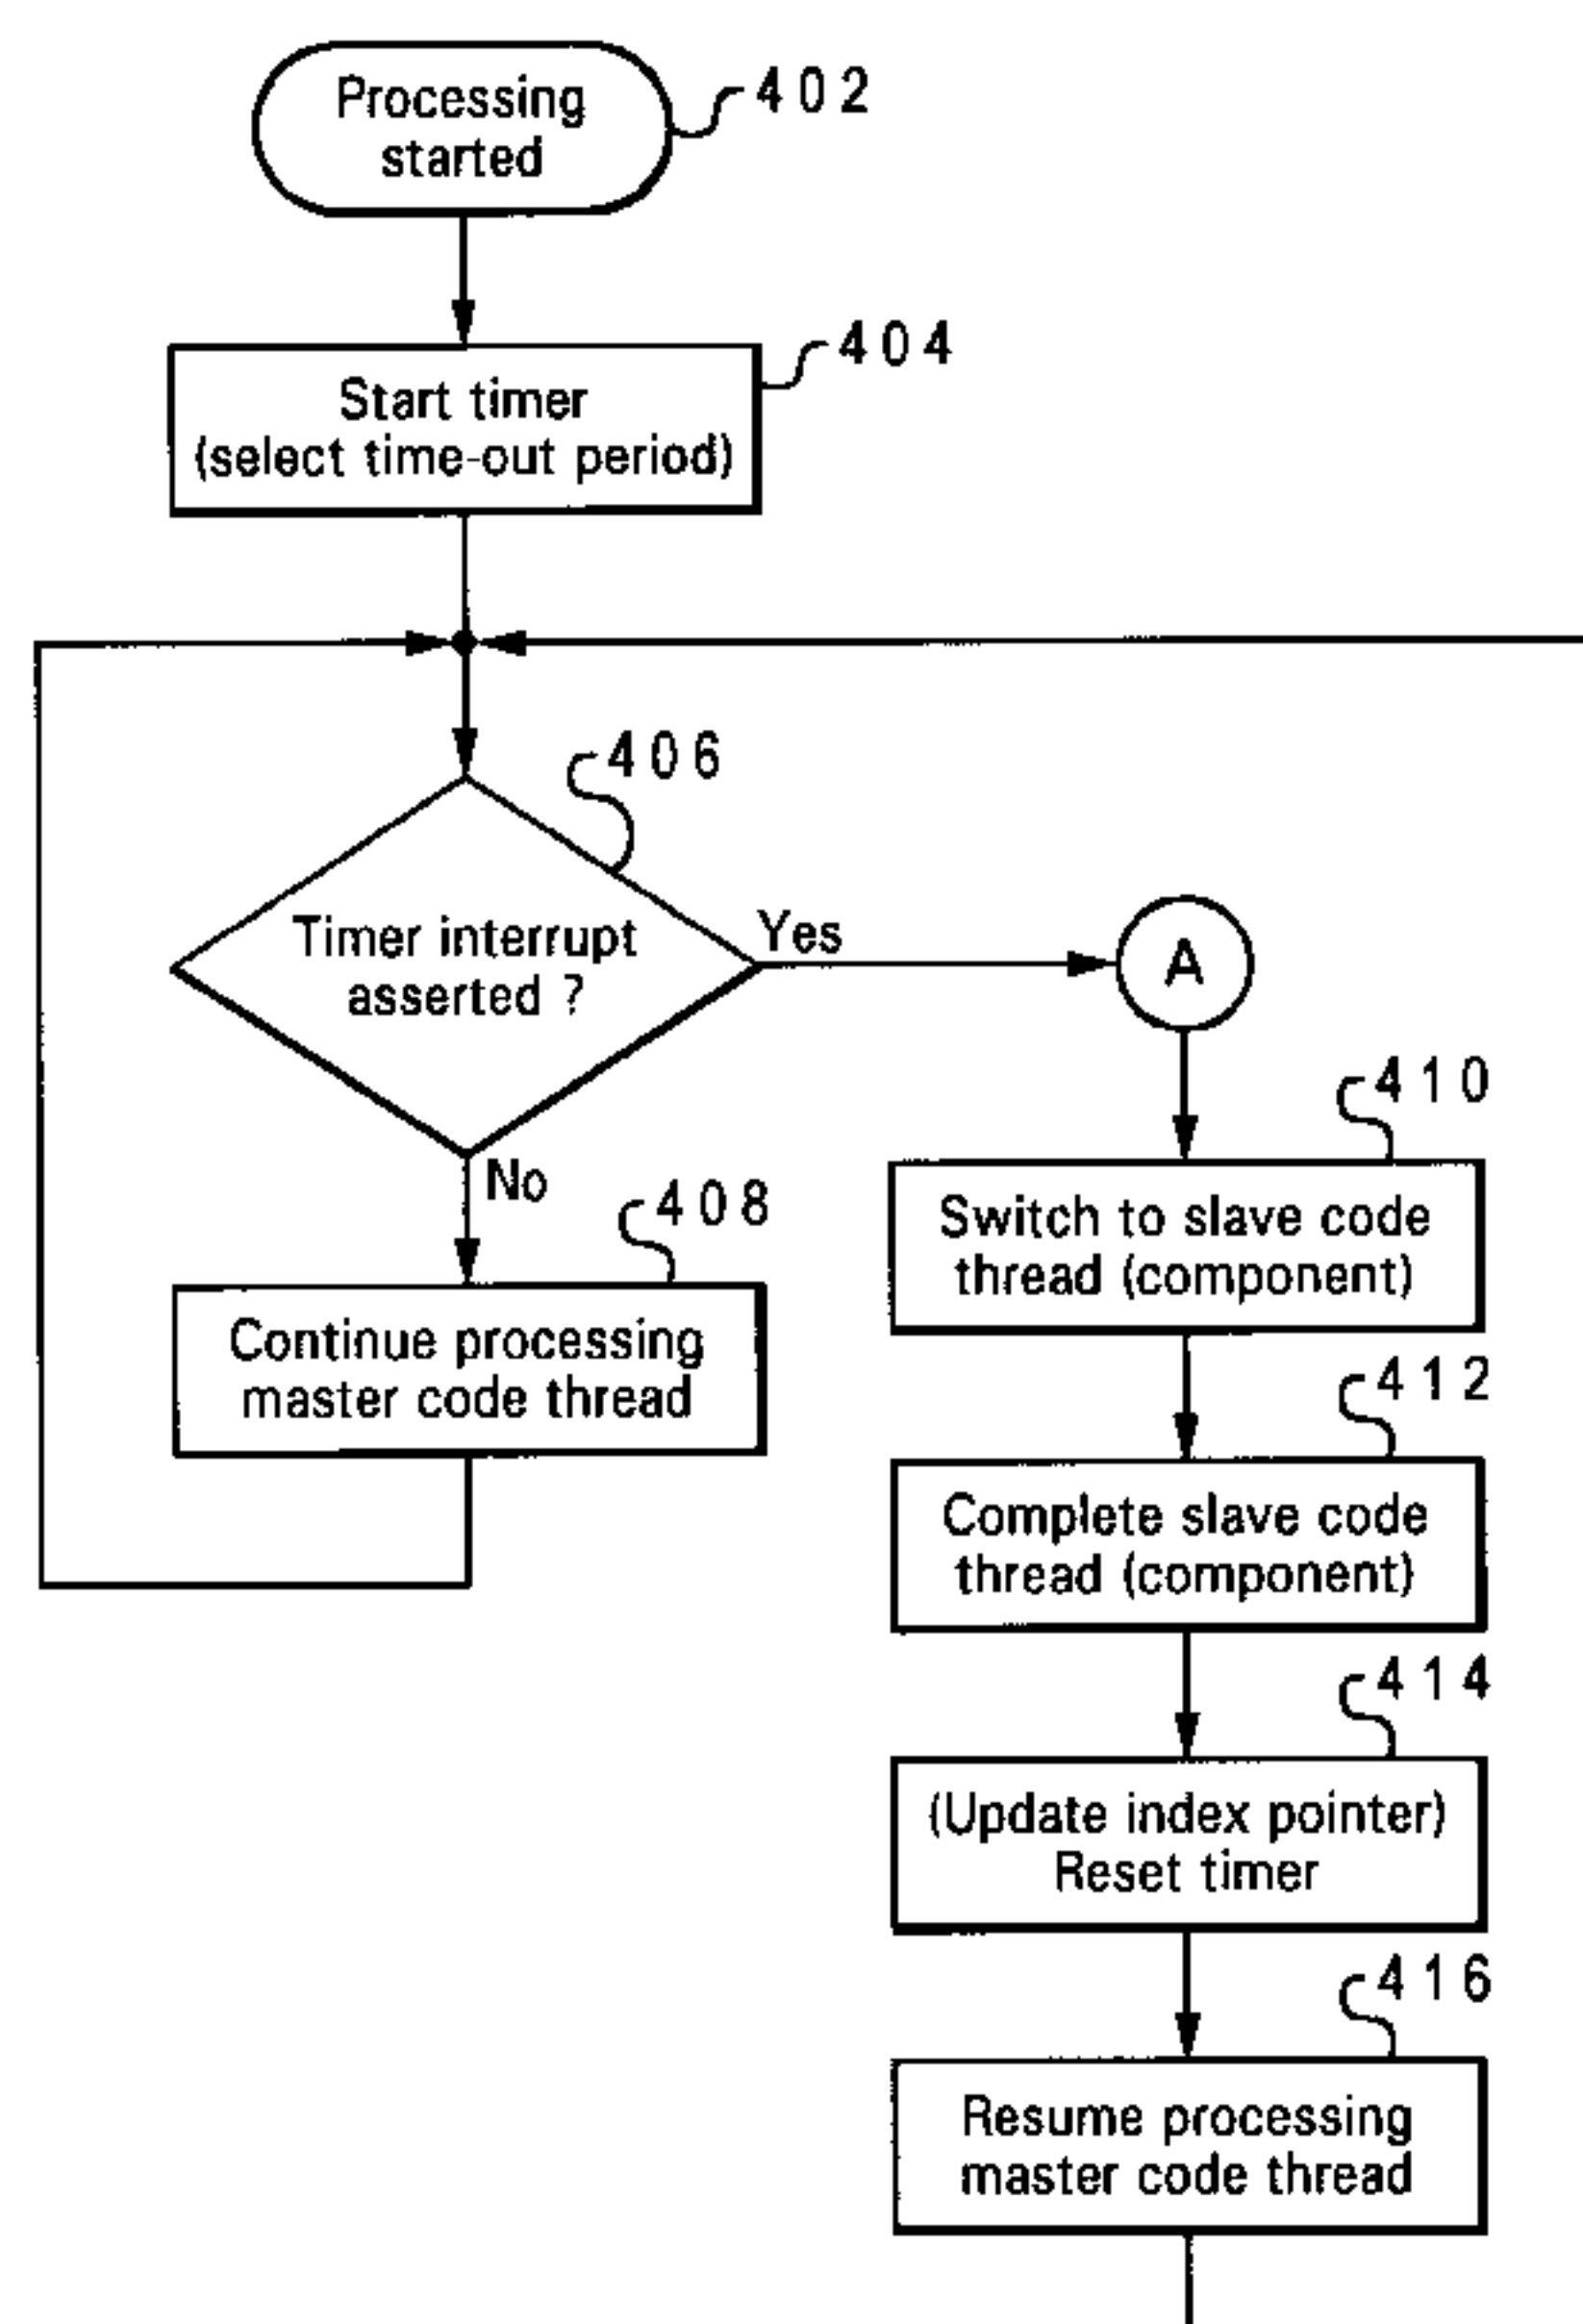 Processing
started
402
Start timer
(select time-out period)
404
406
Timer interrupt
asserted ?
Yes
A
No
408
Continue processing
master code thread
410
Switch to slave code
thread (component)
412
Complete slave code
thread (component)
414
(Update index pointer)
Reset timer
416
Resume processing
master code thread